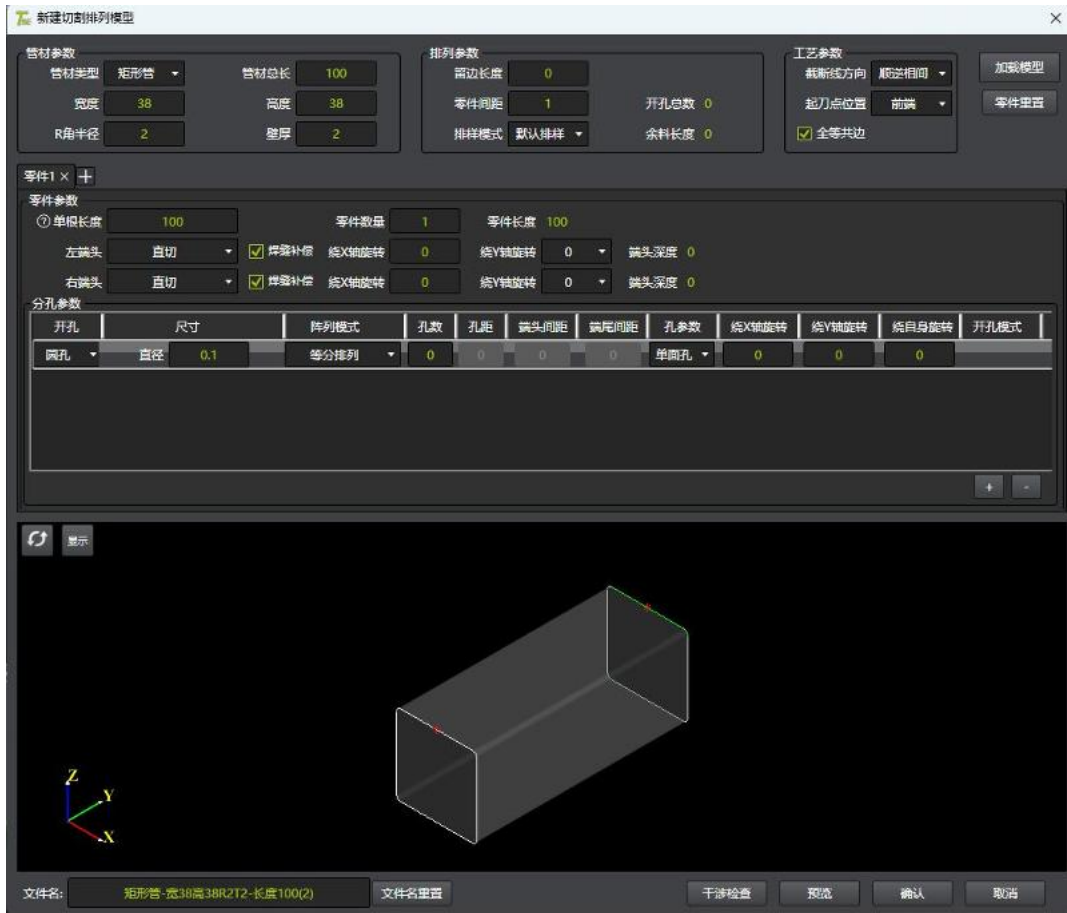 新建切割排列模型
管材参数 排列参数 工艺参数
管材类型 矩形管 管材总长 100 留边长度 0 截断线方向 顺逆相间 加载模型
宽度 38 高度 38 零件间距 1 开孔总数 0 起刀点位置 前端 零件重置
R角半径 2 壁厚 2 排样模式 默认排样 余料长度 0 全等共边
零件1 × +
零件参数
? 单根长度 100 零件数量 1 零件长度 100
左端头 直切 焊缝补偿 绕X轴旋转 0 绕Y轴旋转 0 端头深度 0
右端头 直切 焊缝补偿 绕X轴旋转 0 绕Y轴旋转 0 端头深度 0
分孔参数
开孔 尺寸 阵列模式 孔数 孔距 端头间距 端尾间距 孔参数 绕X轴旋转 绕Y轴旋转 绕自身旋转 开孔模式
圆孔 直径 0.1 等分排列 0 0 0 0 单面孔 0 0 0
+ -
显示
Z
Y
X
文件名: 矩形管-宽38高38R2T2-长度100(2) 文件名重置 干涉检查 预览 确认 取消